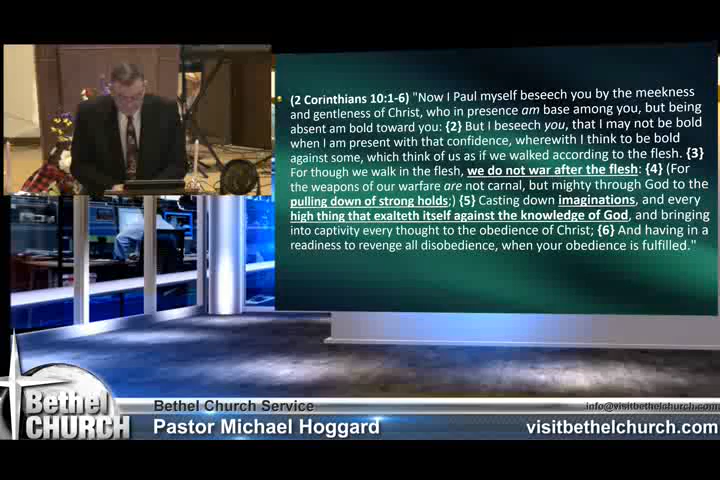 (2 Corinthians 10:1-6) "Now I Paul myself beseech you by the meekness
and gentleness of Christ, who in presence am base among you, but being
absent am bold toward you: {2} But I beseech you, that I may not be bold
when I am present with that confidence, wherewith I think to be bold
against some, which think of us as if we walked according to the flesh. {3}
For though we walk in the flesh, we do not war after the flesh: {4} (For
the weapons of our warfare are not carnal, but mighty through God to the
pulling down of strong holds;) {5} Casting down imaginations, and every
high thing that exalteth itself against the knowledge of God, and bringing
into captivity every thought to the obedience of Christ; {6} And having in a
readiness to revenge all disobedience, when your obedience is fulfilled."
Bethel
CHURCH
Bethel Church Service
info@visitbethelchurch.com
Pastor Michael Hoggard
visitbethelchurch.com